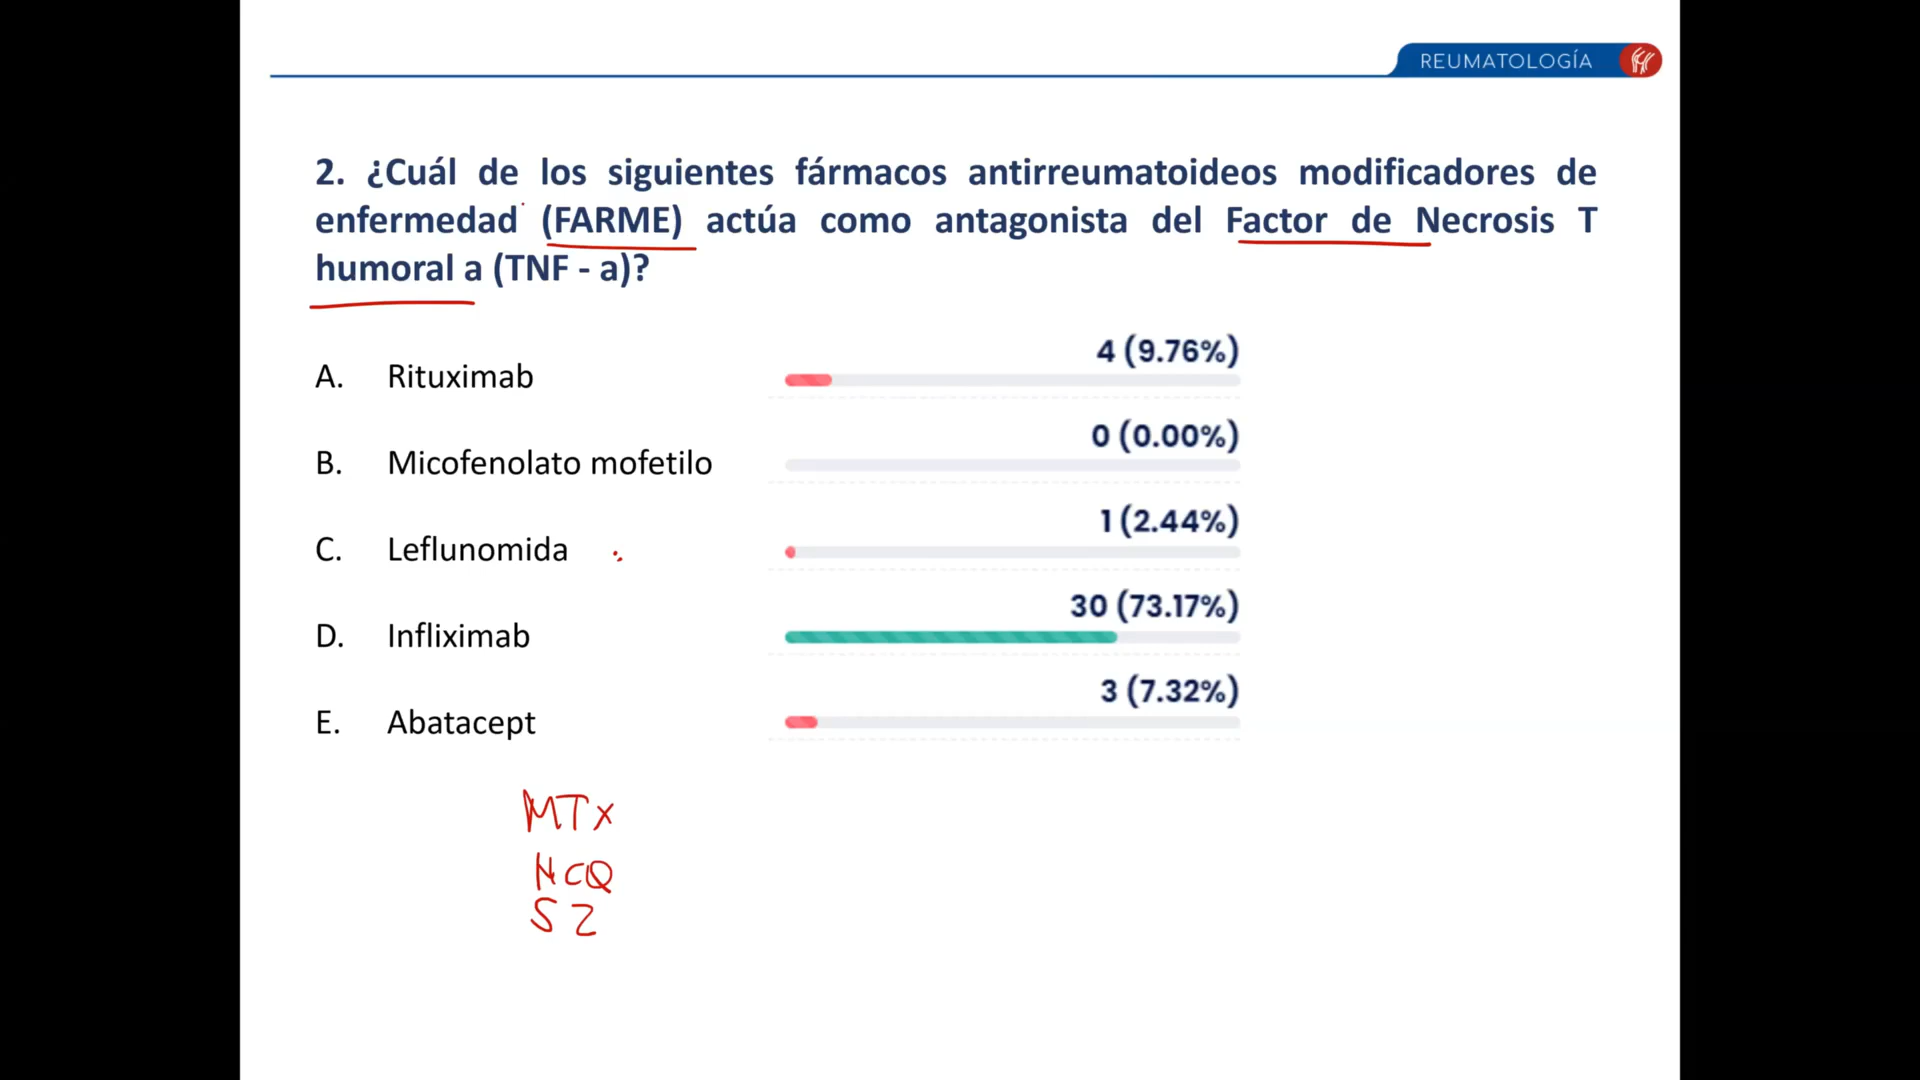 REUMATOLOGÍA
2. ¿Cuál de los siguientes fármacos antirreumatoideos modificadores de
enfermedad (FARME) actúa como antagonista del Factor de Necrosis T
humoral a (TNF - a)?
4 (9.76%)
A. Rituximab
0 (0.00%)
B. Micofenolato mofetilo
1 (2.44%)
C. Leflunomida
30 (73.17%)
D. Infliximab
3 (7.32%)
E. Abatacept
MTX
HCQ
SZ